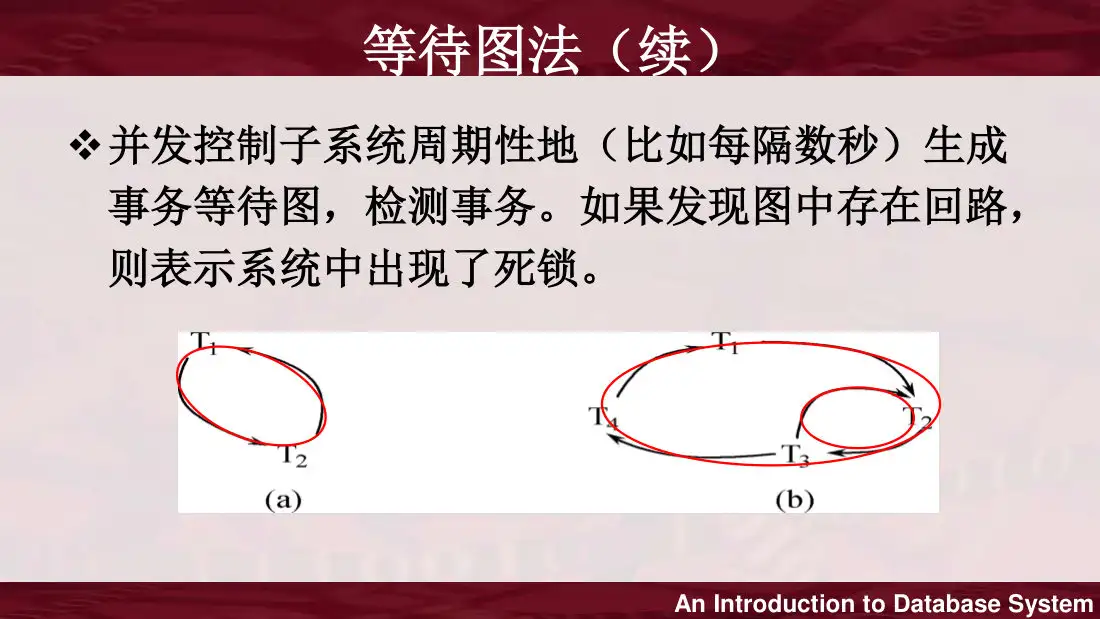 等待图法（续）
❖并发控制子系统周期性地（比如每隔数秒）生成
事务等待图，检测事务。如果发现图中存在回路，
则表示系统中出现了死锁。
T1
T2
(a)
T1
T4
T2
T3
(b)
An Introduction to Database System